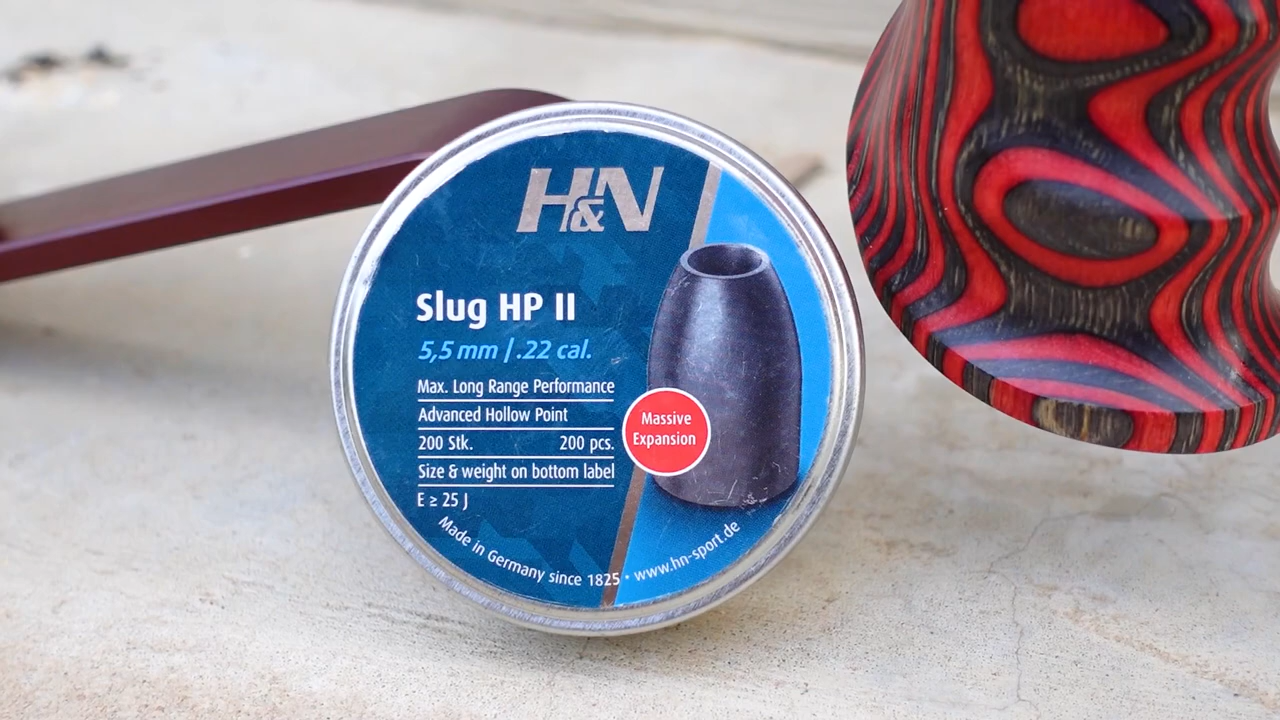 H&N
Slug HP II
5,5 mm / .22 cal.
Max. Long Range Performance
Advanced Hollow Point
200 Stk. 200 pcs.
Size & weight on bottom label
E ≥ 25 J
Massive
Expansion
Made in Germany since 1825 • www.hn-sport.de